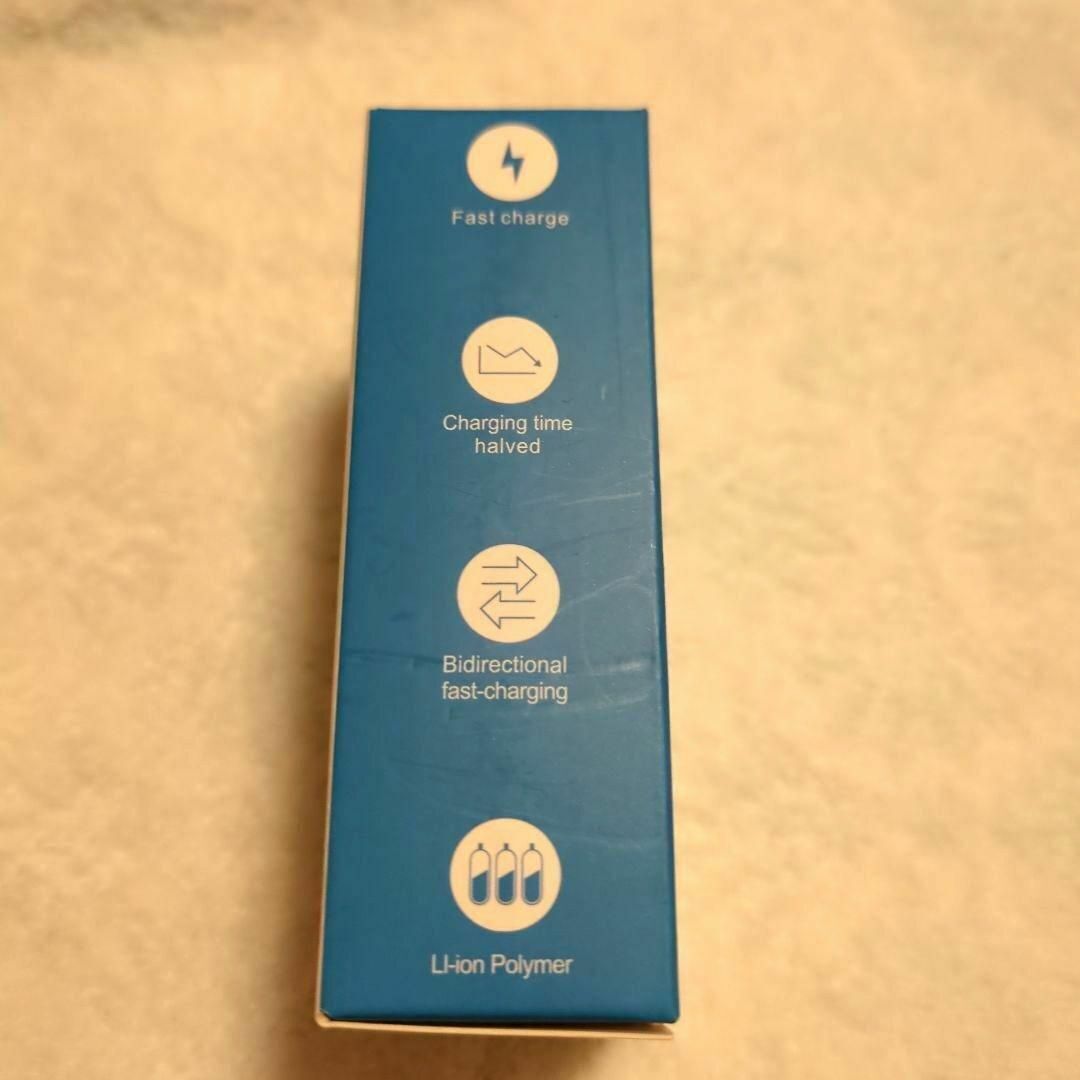 Fast charge
Charging time
halved
Bidirectional
fast-charging
LI-ion Polymer